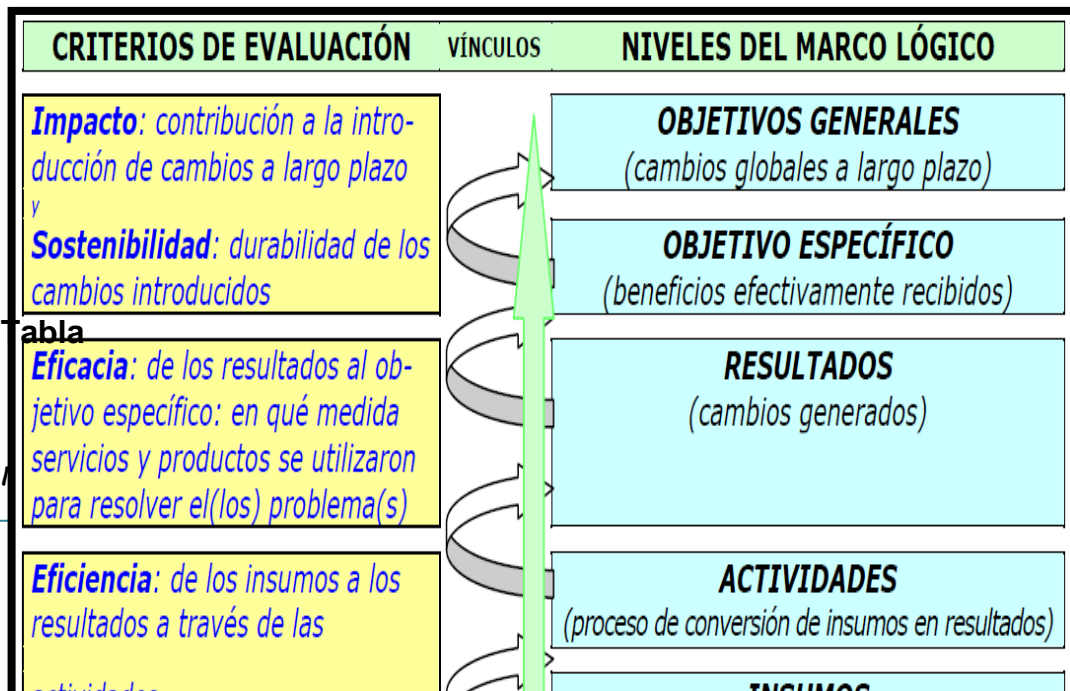 CRITERIOS DE EVALUACIÓN VÍNCULOS NIVELES DEL MARCO LÓGICO
Impacto: contribución a la intro-
ducción de cambios a largo plazo
y
Sostenibilidad: durabilidad de los
cambios introducidos
Tabla
Eficacia: de los resultados al ob-
jetivo específico: en qué medida
servicios y productos se utilizaron
para resolver el(los) problema(s)
Eficiencia: de los insumos a los
resultados a través de las
actividades
OBJETIVOS GENERALES
(cambios globales a largo plazo)
OBJETIVO ESPECÍFICO
(beneficios efectivamente recibidos)
RESULTADOS
(cambios generados)
ACTIVIDADES
(proceso de conversión de insumos en resultados)
INSUMOS